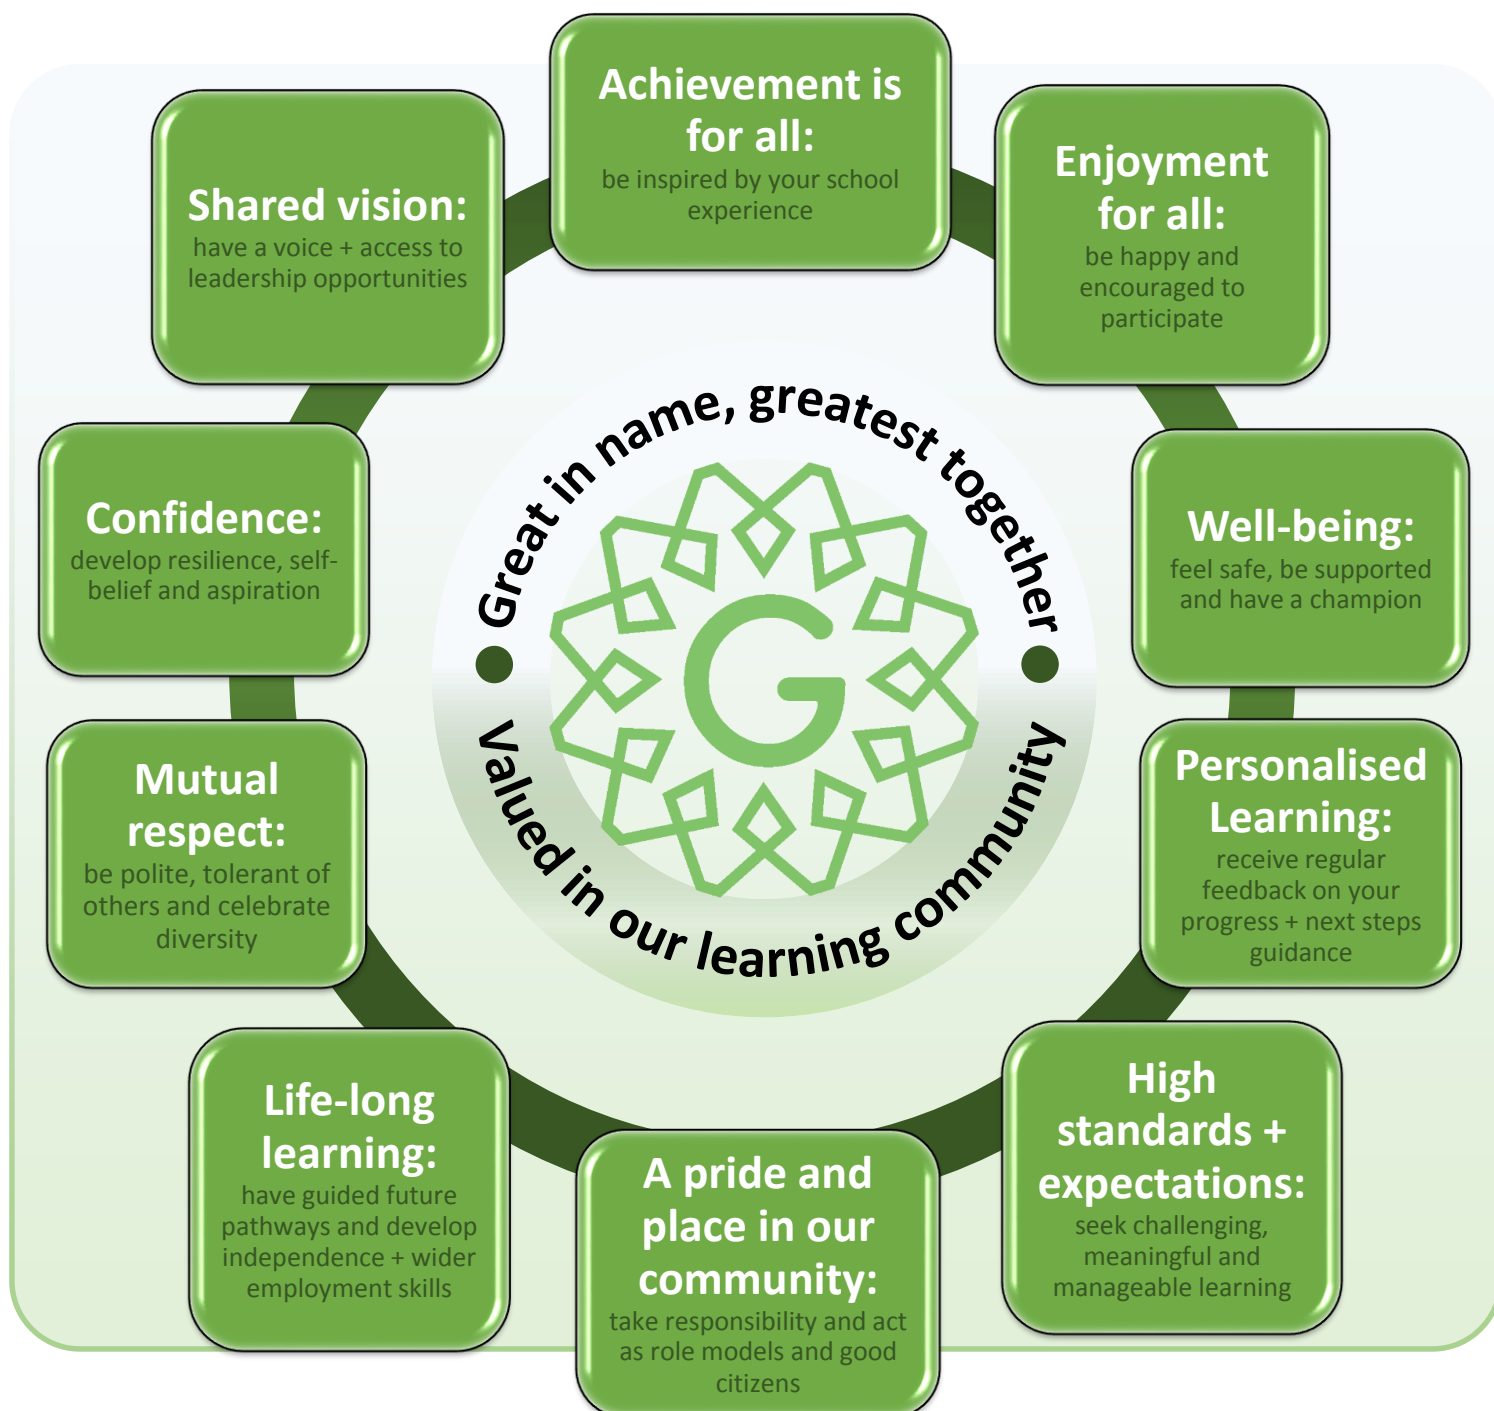 Achievement is
for all:
be inspired by your school
experience
Enjoyment
for all:
be happy and
encouraged to
participate
Well-being:
feel safe, be supported
and have a champion
Personalised
Learning:
receive regular
feedback on your
progress + next steps
guidance
High
standards +
expectations:
seek challenging,
meaningful and
manageable learning
A pride and
place in our
community:
take responsibility and act
as role models and good
citizens
Life-long
learning:
have guided future
pathways and develop
independence + wider
employment skills
Mutual
respect:
be polite, tolerant of
others and celebrate
diversity
Confidence:
develop resilience, self-
belief and aspiration
Shared vision:
have a voice + access to
leadership opportunities
Great in name, greatest together
Valued in our learning community
G